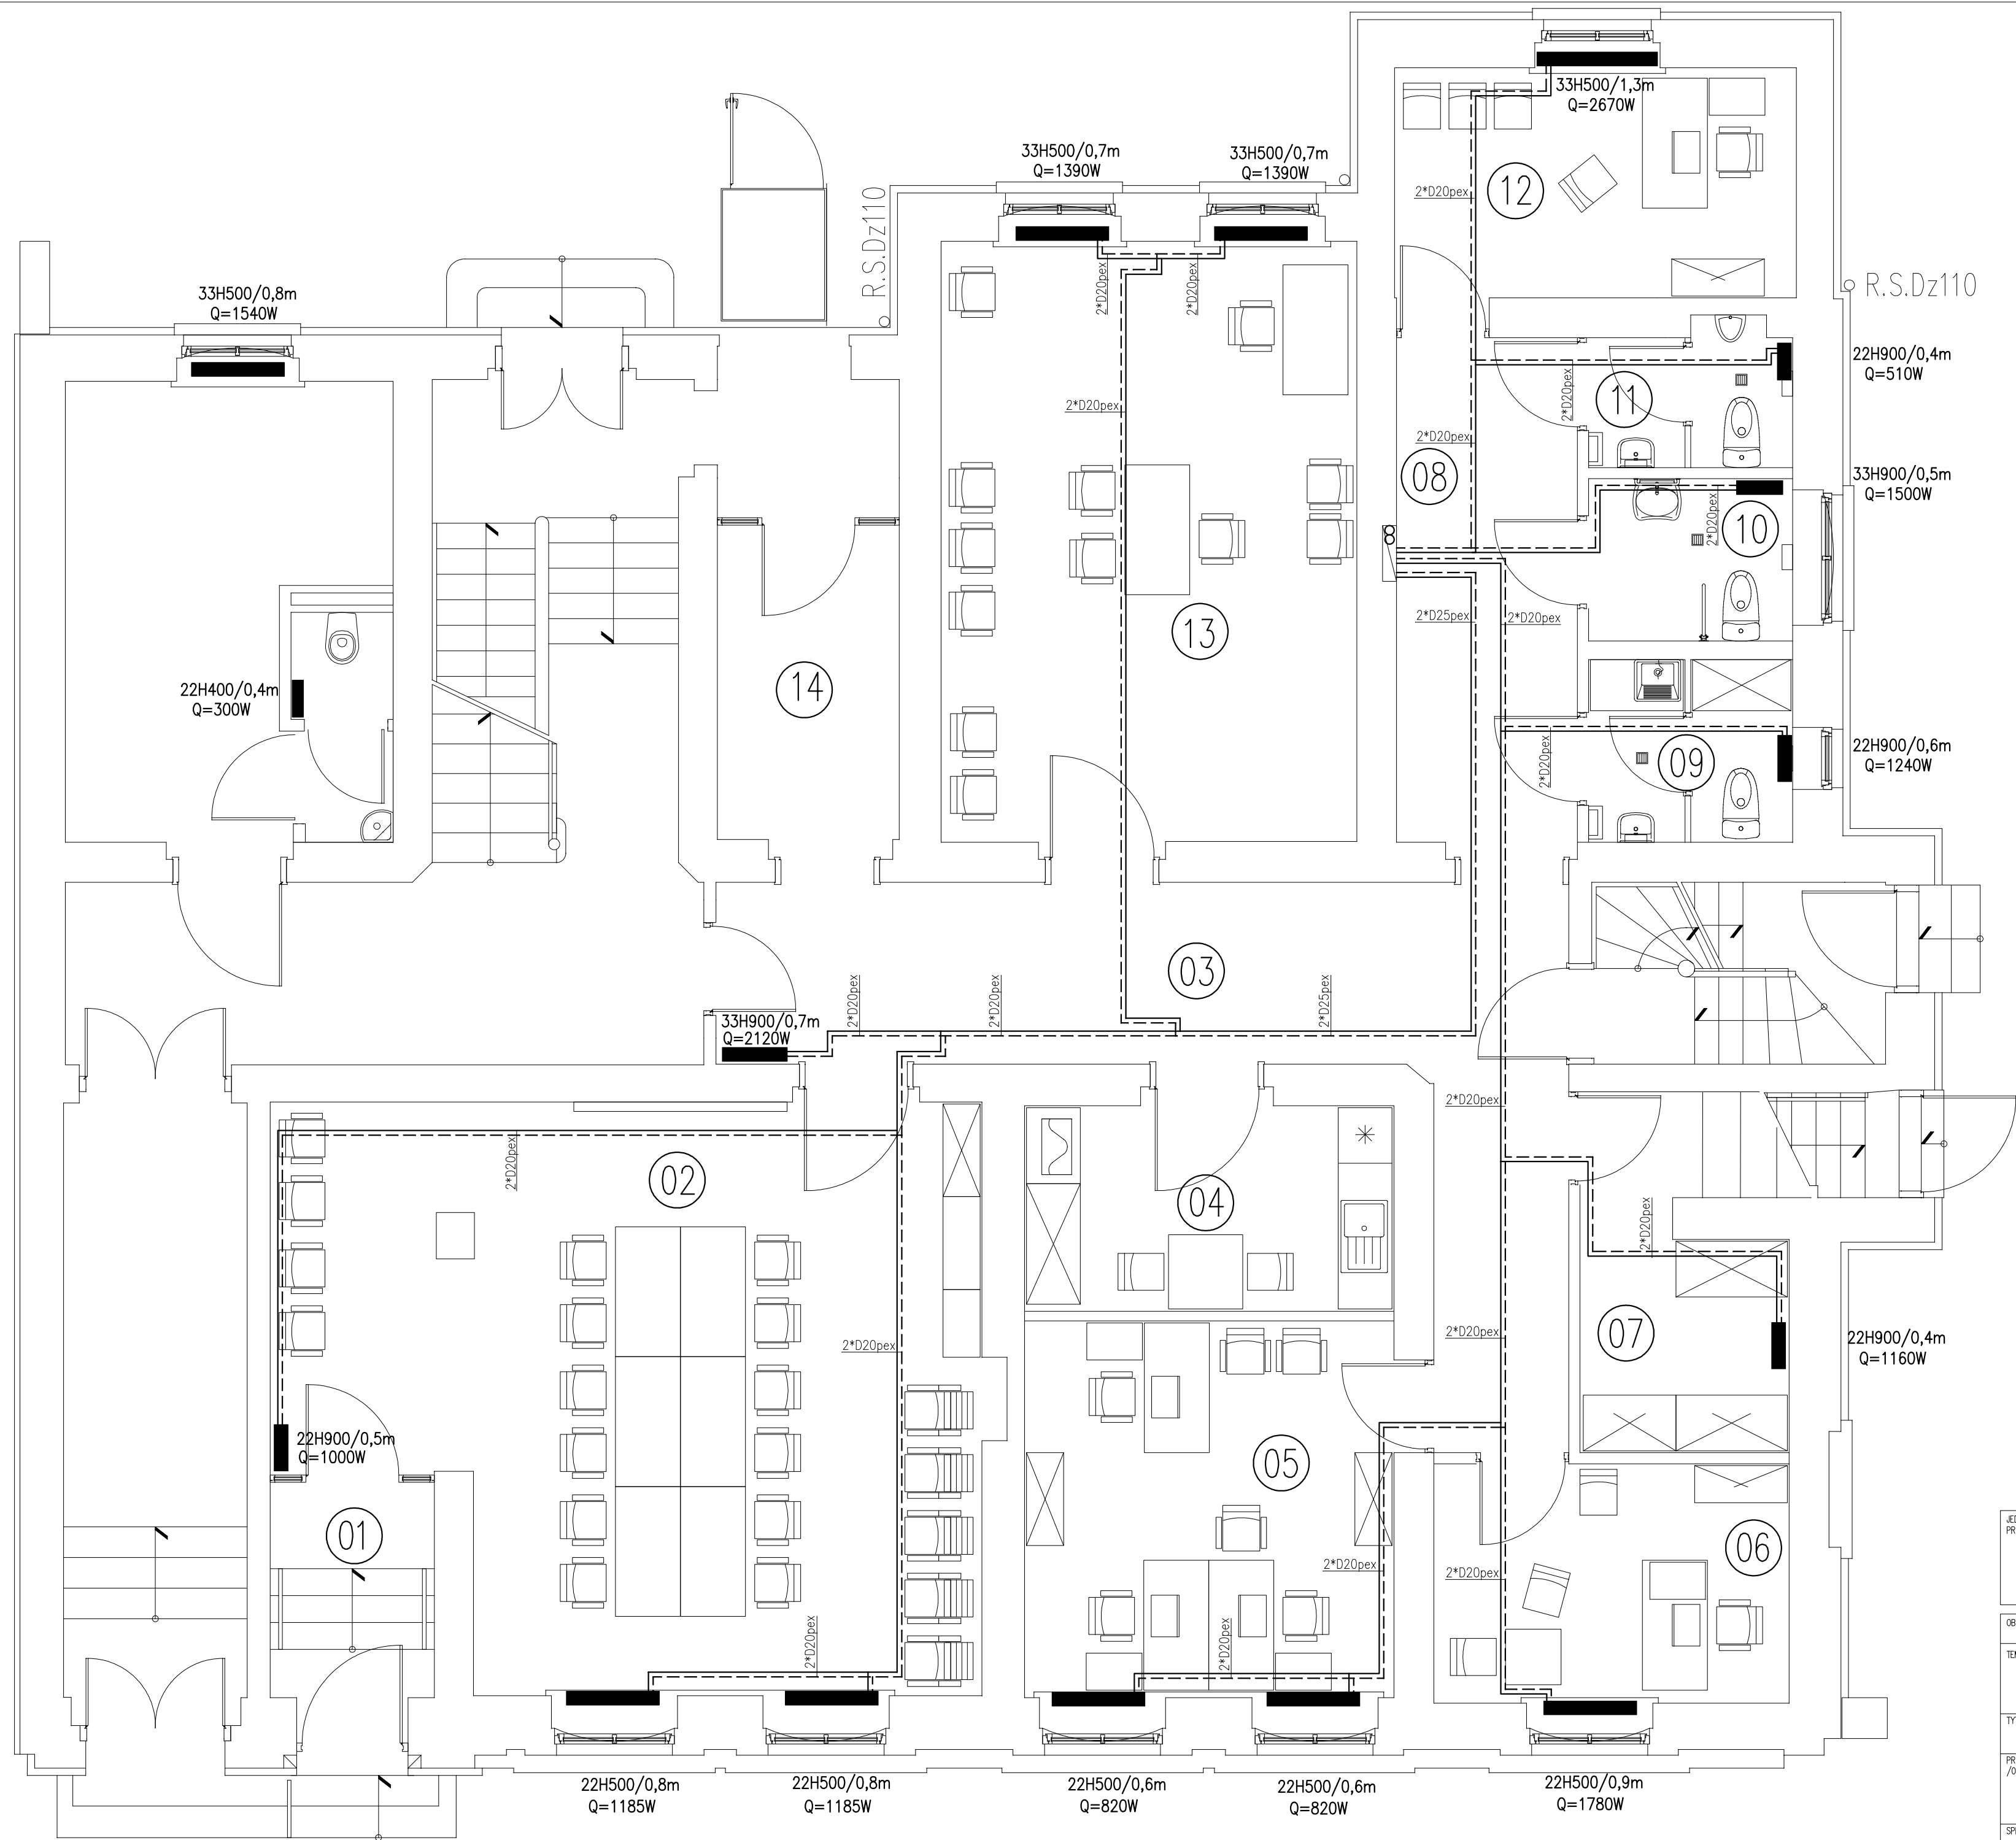 33H500/1,3m
Q=2670W
33H500/0,7m
Q=1390W
33H500/0,7m
Q=1390W
2*D20pex
12
R.S.Dz110
2*D20pex
2*D20pex
R.S.Dz110
33H500/0,8m
Q=1540W
22H900/0,4m
Q=510W
2*D20pex
2*D20pex
11
2*D20pex
08
33H900/0,5m
Q=1500W
2*D20pex
10
13
2*D25pex
2*D20pex
14
22H400/0,4m
Q=300W
2*D20pex
09
22H900/0,6m
Q=1240W
03
2*D20pex
2*D20pex
2*D25pex
33H900/0,7m
Q=2120W
2*D20pex
2*D20pex
02
04
2*D20pex
2*D20pex
2*D20pex
07
22H900/0,4m
Q=1160W
22H900/0,5m
Q=1000W
05
01
06
2*D20pex
2*D20pex
2*D20pex
2*D20pex
22H500/0,8m
Q=1185W
22H500/0,8m
Q=1185W
22H500/0,6m
Q=820W
22H500/0,6m
Q=820W
22H500/0,9m
Q=1780W